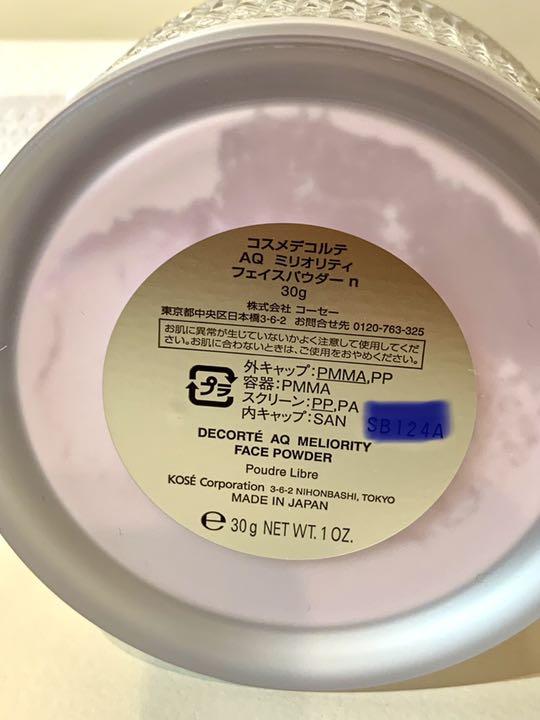 コスメデコルテ
AQ ミリオリティ
フェイスパウダー n
30g
株式会社 コーセー
東京都中央区日本橋3-6-2 お問合せ先 0120-763-325
お肌に異常が生じていないかよく注意して使用してくだ
さい。お肌に合わないときは、ご使用をおやめください。
プラ
外キャップ:PMMA,PP
容器:PMMA
スクリーン:PP,PA
内キャップ:SAN
SB124A
DECORTÉ AQ MELIORITY
FACE POWDER
Poudre Libre
KOSÉ Corporation 3-6-2 NIHONBASHI, TOKYO
MADE IN JAPAN
℮ 30g NET WT. 1 OZ.